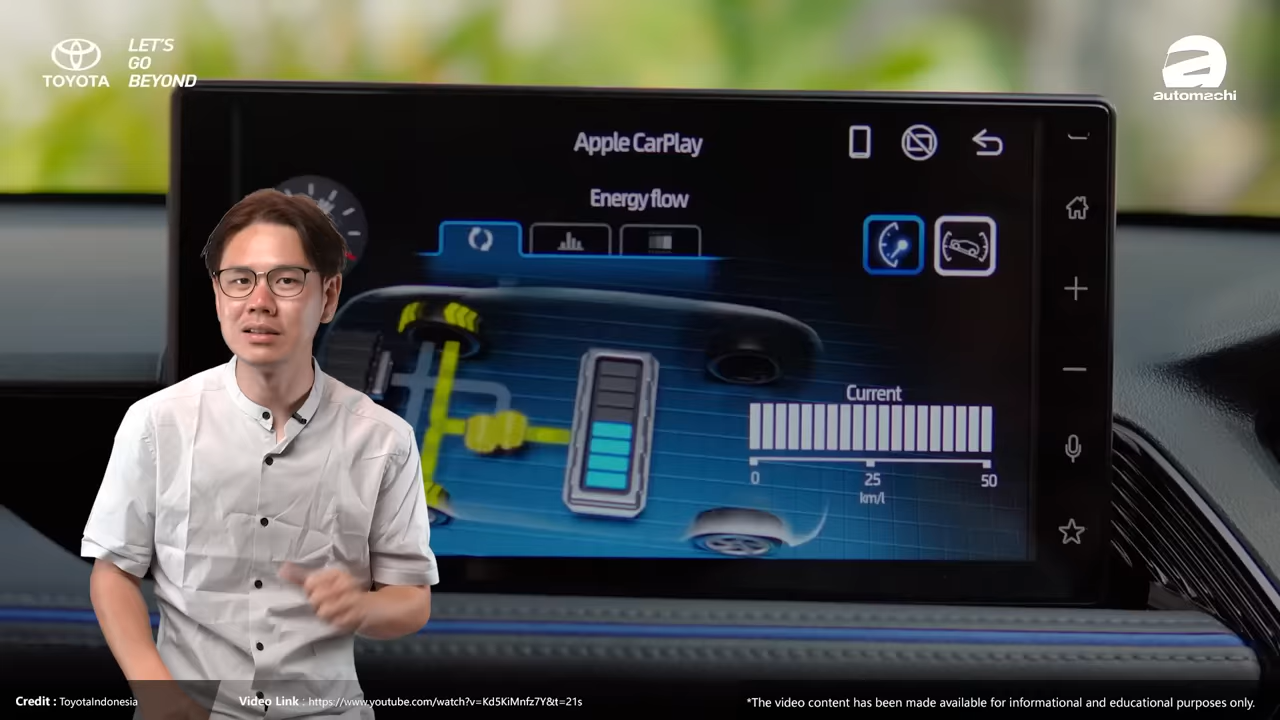 TOYOTA
LET'S
GO
BEYOND
automachi
Apple CarPlay
Energy flow
Current
0 25 50
km/l
Credit : ToyotaIndonesia
Video Link : https://www.youtube.com/watch?v=Kd5KiMnfz7Y&t=21s
*The video content has been made available for informational and educational purposes only.